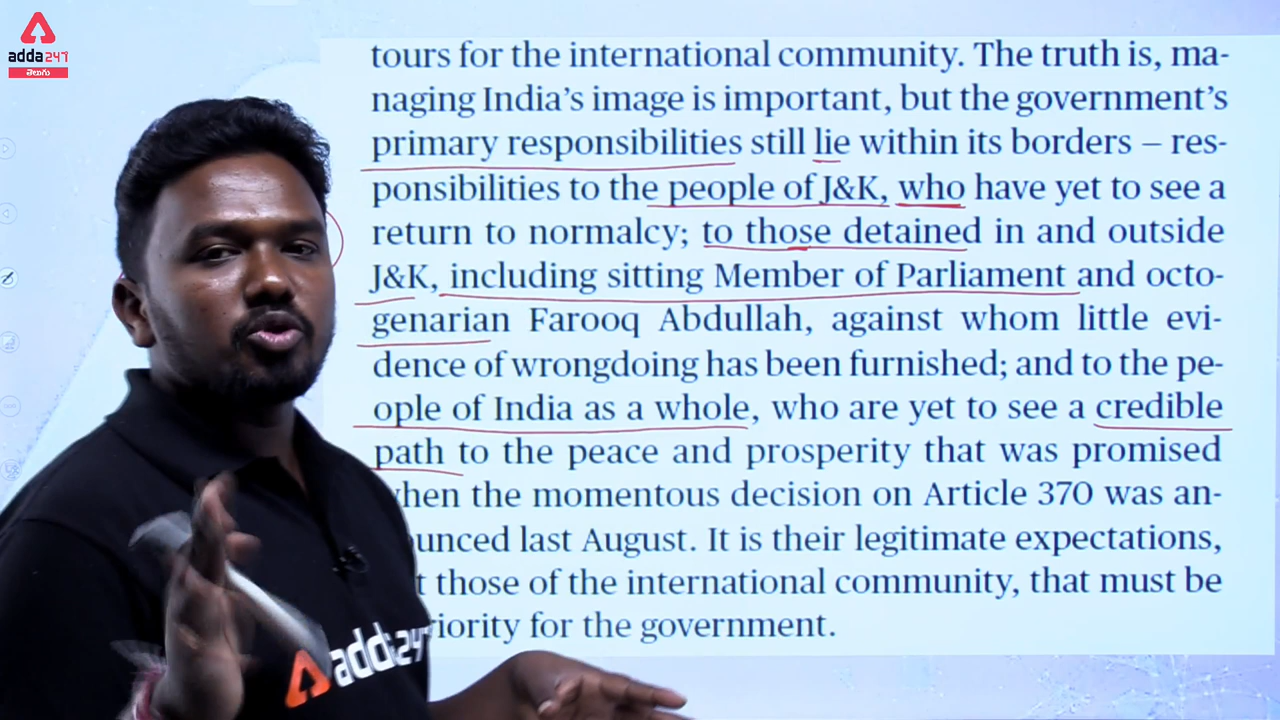 adda247
తెలుగు
tours for the international community. The truth is, ma-
naging India's image is important, but the government's
primary responsibilities still lie within its borders – res-
ponsibilities to the people of J&K, who have yet to see a
return to normalcy; to those detained in and outside
J&K, including sitting Member of Parliament and octo-
genarian Farooq Abdullah, against whom little evi-
dence of wrongdoing has been furnished; and to the pe-
ople of India as a whole, who are yet to see a credible
path to the peace and prosperity that was promised
when the momentous decision on Article 370 was an-
unced last August. It is their legitimate expectations,
t those of the international community, that must be
riority for the government.
adda247